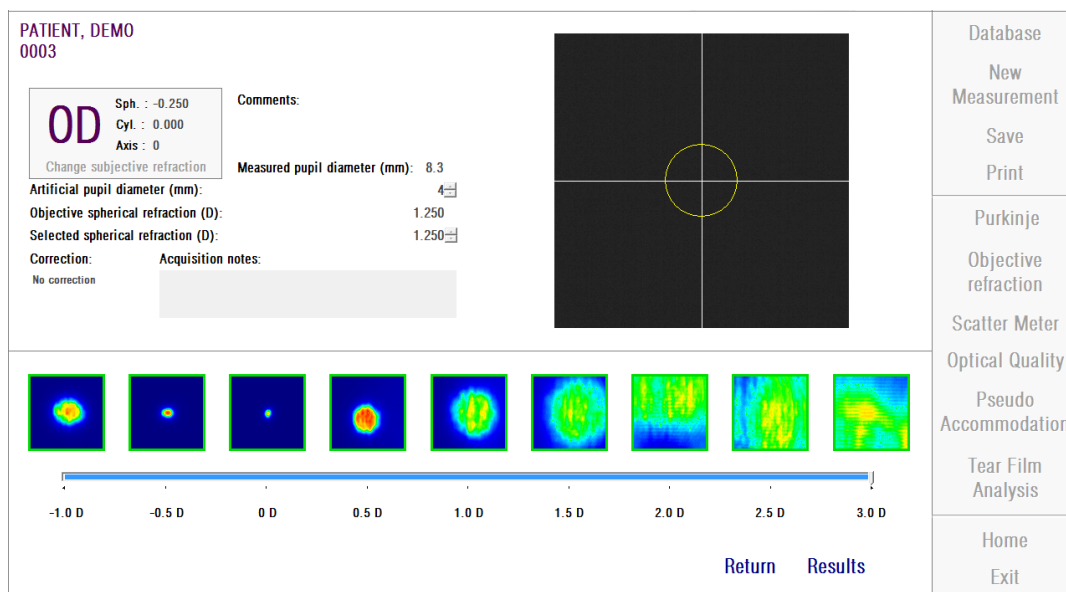 PATIENT, DEMO
0003
OD
Sph. : -0.250
Cyl. : 0.000
Axis : 0
Change subjective refraction
Comments:
Measured pupil diameter (mm): 8.3
Artificial pupil diameter (mm): 4
Objective spherical refraction (D): 1.250
Selected spherical refraction (D): 1.250
Correction:
Acquisition notes:
No correction
-1.0 D
-0.5 D
0 D
0.5 D
1.0 D
1.5 D
2.0 D
2.5 D
3.0 D
Return
Results
Database
New
Measurement
Save
Print
Purkinje
Objective
refraction
Scatter Meter
Optical Quality
Pseudo
Accommodation
Tear Film
Analysis
Home
Exit